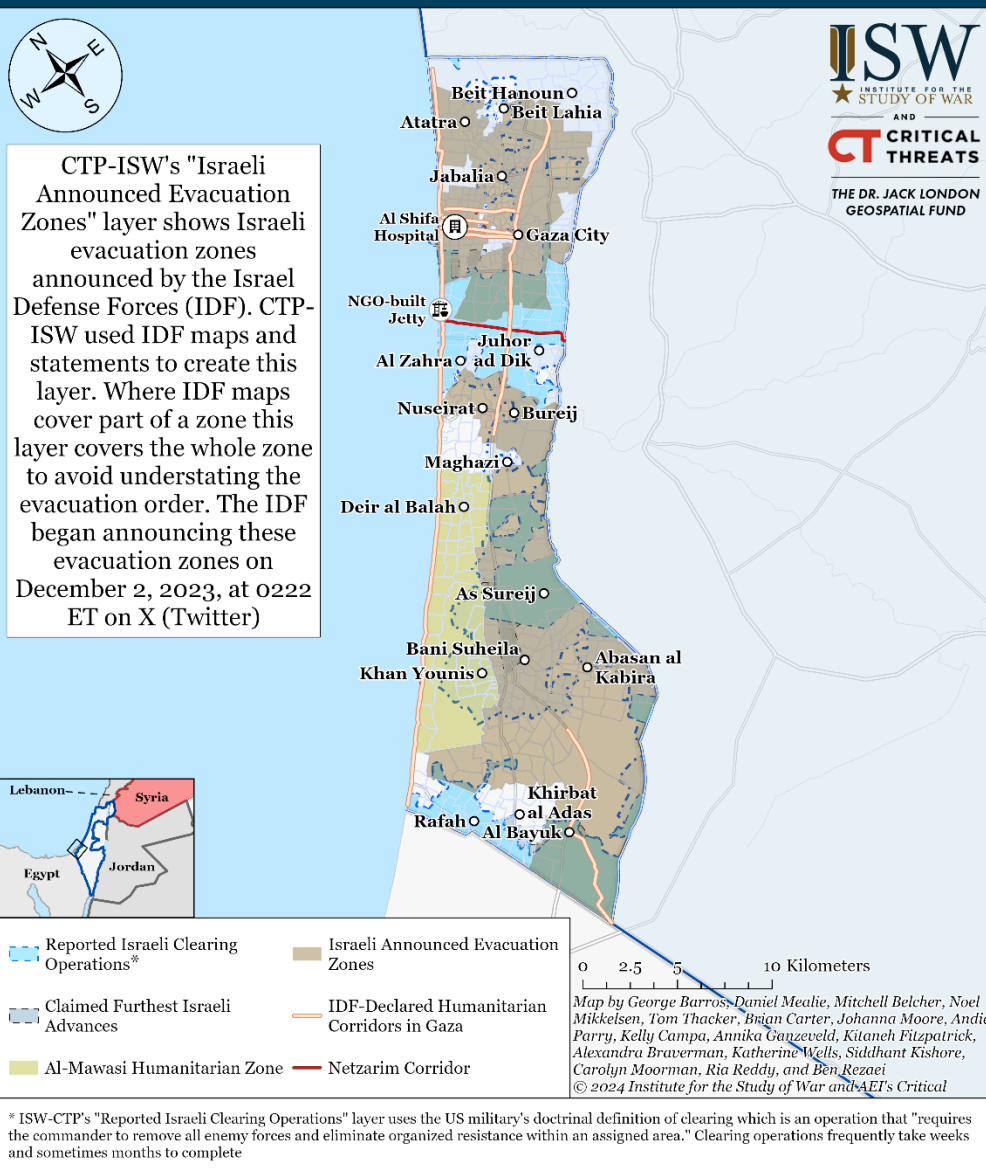 N
E
W
S
ISW
INSTITUTE FOR THE
STUDY OF WAR
AND
CT CRITICAL
THREATS
THE DR. JACK LONDON
GEOSPATIAL FUND
CTP-ISW's "Israeli
Announced Evacuation
Zones" layer shows Israeli
evacuation zones
announced by the Israel
Defense Forces (IDF). CTP-
ISW used IDF maps and
statements to create this
layer. Where IDF maps
cover part of a zone this
layer covers the whole zone
to avoid understating the
evacuation order. The IDF
began announcing these
evacuation zones on
December 2, 2023, at 0222
ET on X (Twitter)
Beit Hanoun
Beit Lahia
Atatra
Jabalia
Al Shifa
Hospital
Gaza City
NGO-built
Jetty
Juhor
ad Dik
Al Zahra
Nuseirat
Bureij
Maghazi
Deir al Balah
As Sureij
Bani Suheila
Abasan al
Kabira
Khan Younis
Khirbat
al Adas
Rafah
Al Bayuk
Lebanon
Syria
Jordan
Egypt
Reported Israeli Clearing
Operations*
Claimed Furthest Israeli
Advances
Al-Mawasi Humanitarian Zone
Israeli Announced Evacuation
Zones
IDF-Declared Humanitarian
Corridors in Gaza
Netzarim Corridor
0 2.5 5 10 Kilometers
Map by George Barros, Daniel Mealie, Mitchell Belcher, Noel
Mikkelsen, Tom Thacker, Brian Carter, Johanna Moore, Andie
Parry, Kelly Campa, Annika Ganzeveld, Kitaneh Fitzpatrick,
Alexandra Braverman, Katherine Wells, Siddhant Kishore,
Carolyn Moorman, Ria Reddy, and Ben Rezaei
© 2024 Institute for the Study of War and AEI's Critical
* ISW-CTP's "Reported Israeli Clearing Operations" layer uses the US military's doctrinal definition of clearing which is an operation that "requires
the commander to remove all enemy forces and eliminate organized resistance within an assigned area." Clearing operations frequently take weeks
and sometimes months to complete